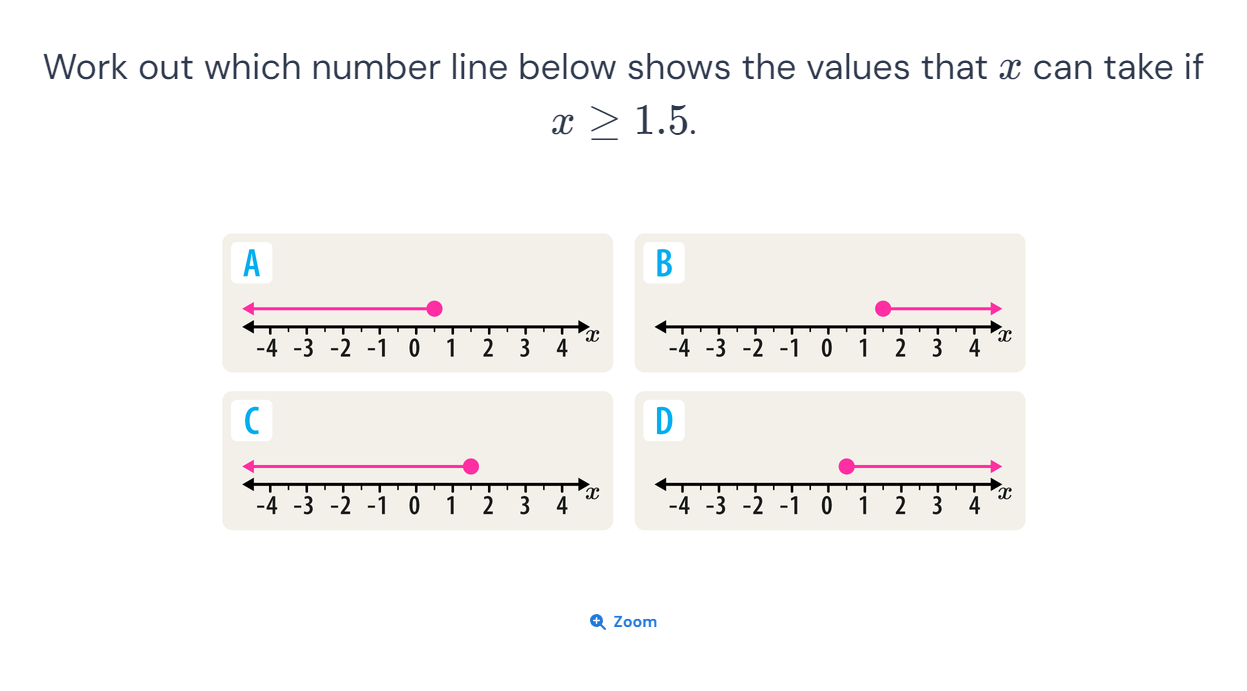 Work out which number line below shows the values that x can take if
x ≥ 1.5.
A
x
-4 -3 -2 -1 0 1 2 3 4
B
x
-4 -3 -2 -1 0 1 2 3 4
C
x
-4 -3 -2 -1 0 1 2 3 4
D
x
-4 -3 -2 -1 0 1 2 3 4
Zoom